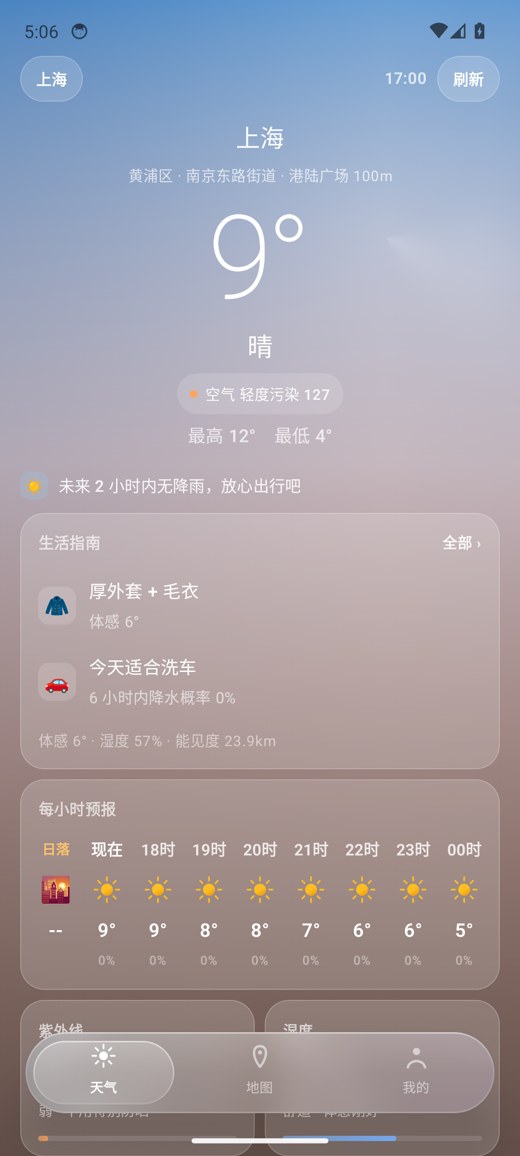 5:06
上海
17:00
刷新
上海
黄浦区 · 南京东路街道 · 港陆广场 100m
9°
晴
空气 轻度污染 127
最高 12° 最低 4°
未来 2 小时内无降雨，放心出行吧
生活指南
全部 ›
厚外套 + 毛衣
体感 6°
今天适合洗车
6 小时内降水概率 0%
体感 6° · 湿度 57% · 能见度 23.9km
每小时预报
日落 现在 18时 19时 20时 21时 22时 23时 00时
-- 9° 9° 8° 8° 7° 6° 6° 5°
0% 0% 0% 0% 0% 0% 0% 0%
紫外线
湿度
天气
地图
我的